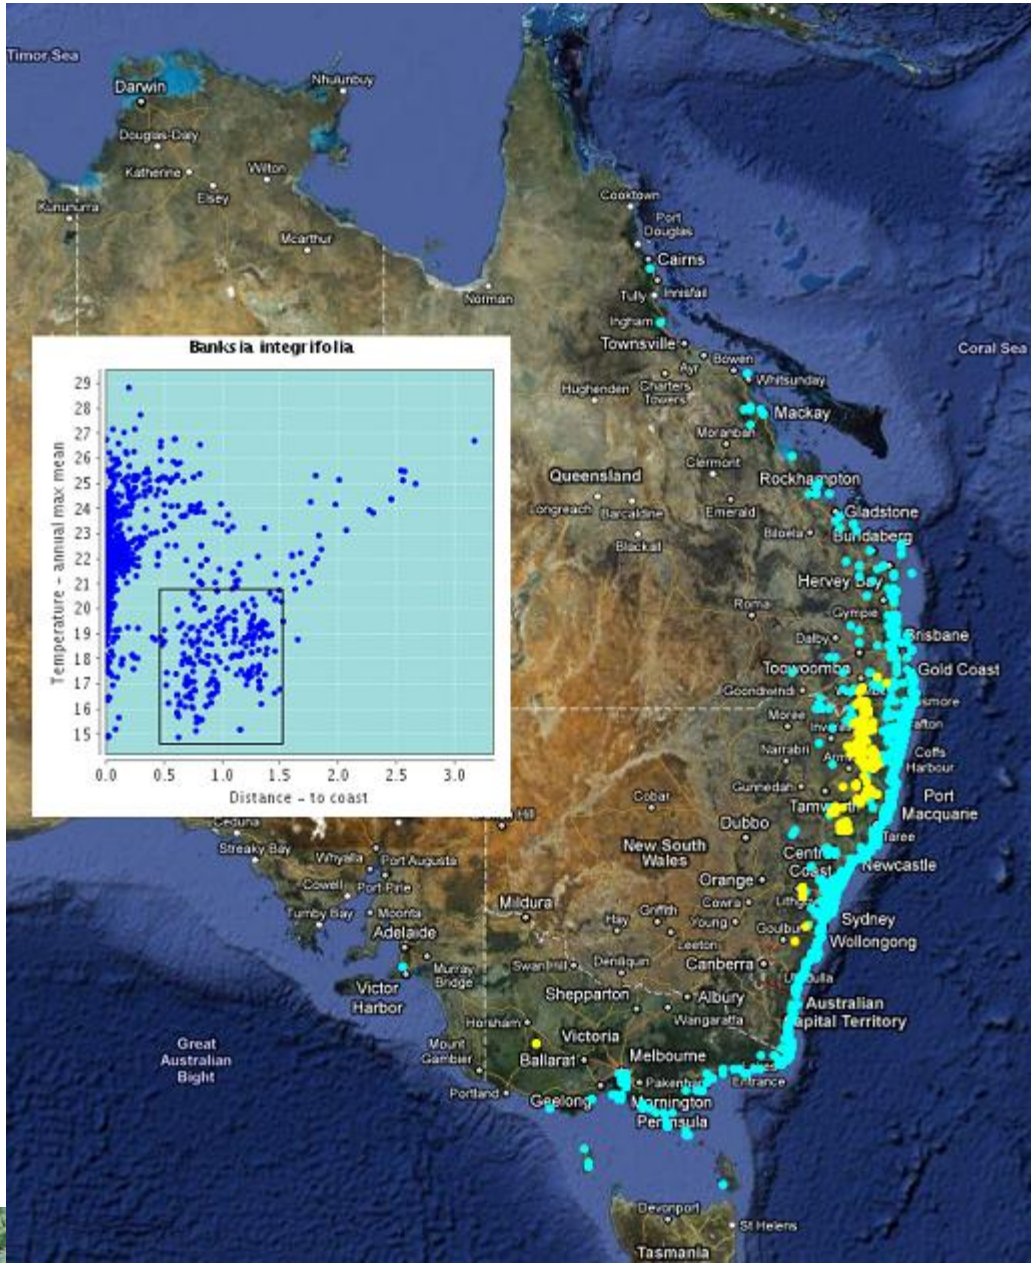 Timor Sea
Darwin
Nhulunbuy
Douglas-Daly
Katherine
Wilton
Elsey
Kununurra
Mcarthur
Cooktown
Port
Douglas
Cairns
Norman
Tully
Innisfail
Ingham
Townsville
Coral Sea
Bowen
Ayr
Whitsunday
Hughenden
Charters
Towers
Mackay
Moranbah
Clermont
Queensland
Rockhampton
Longreach
Barcaldine
Emerald
Gladstone
Biloela
Bundaberg
Blackall
Hervey Bay
Roma
Gympie
Dalby
Brisbane
Toowoomba
Gold Coast
Goondiwindi
Moree
Narrabri
Coffs
Harbour
Gunnedah
Tamworth
Port
Macquarie
Cobar
Dubbo
Taree
New South
Wales
Central
Coast
Newcastle
Orange
Cowra
Sydney
Mildura
Hay
Griffith
Young
Wollongong
Leeton
Swan Hill
Deniliquin
Canberra
Shepparton
Albury
Australian
Capital Territory
Wangaratta
Horsham
Victoria
Mount
Gambier
Ballarat
Melbourne
Entrance
Portland
Geelong
Mornington
Peninsula
Ceduna
Streaky Bay
Whyalla
Port Augusta
Cowell
Port Pirie
Tumby Bay
Moonta
Adelaide
Murray
Bridge
Victor
Harbor
Great
Australian
Bight
Devonport
St Helens
Tasmania
Banksia integrifolia
Temperature - annual max mean
29
28
27
26
25
24
23
22
21
20
19
18
17
16
15
0.0 0.5 1.0 1.5 2.0 2.5 3.0
Distance - to coast